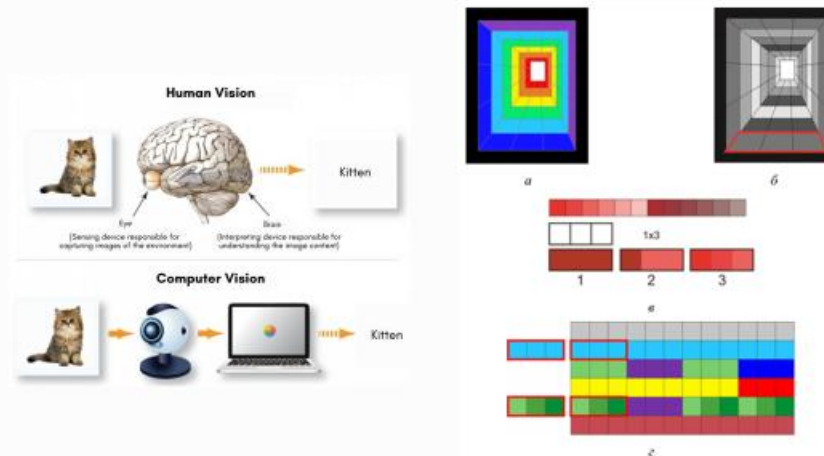 Human Vision
Kitten
Eye
(Sensing device responsible for
capturing images of the environment)
Brain
(Interpreting device responsible for
understanding the image content)
Computer Vision
Kitten
а
б
1x3
1
2
3
в
г